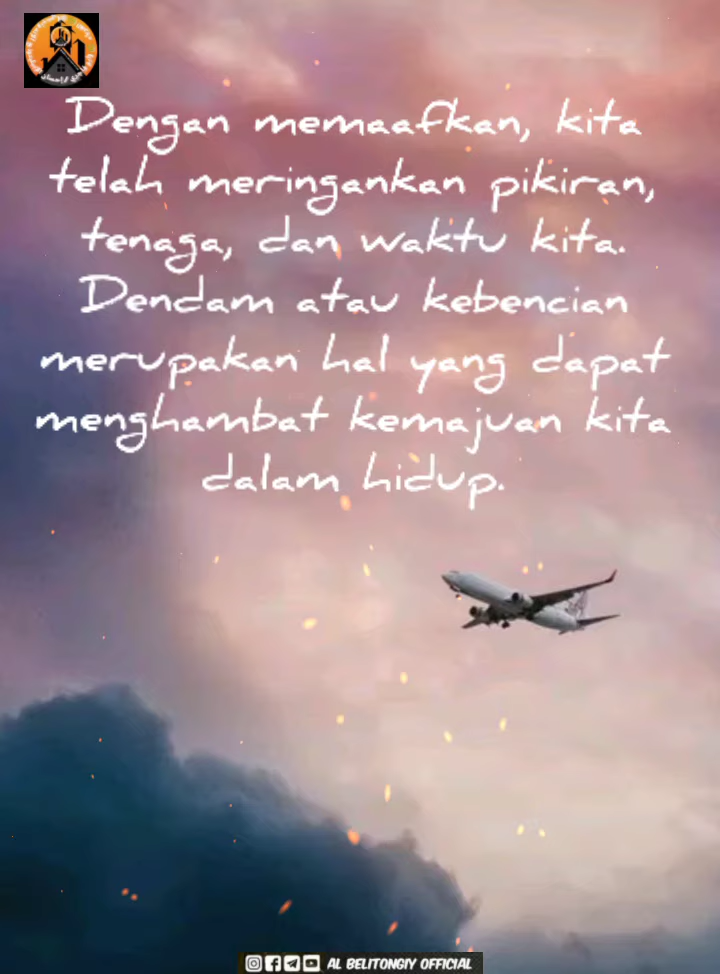 Dengan memaafkan, kita
telah meringankan pikiran,
tenaga, dan waktu kita.
Dendam atau kebencian
merupakan hal yang dapat
menghambat kemajuan kita
dalam hidup.
AL BELITONGIY OFFICIAL